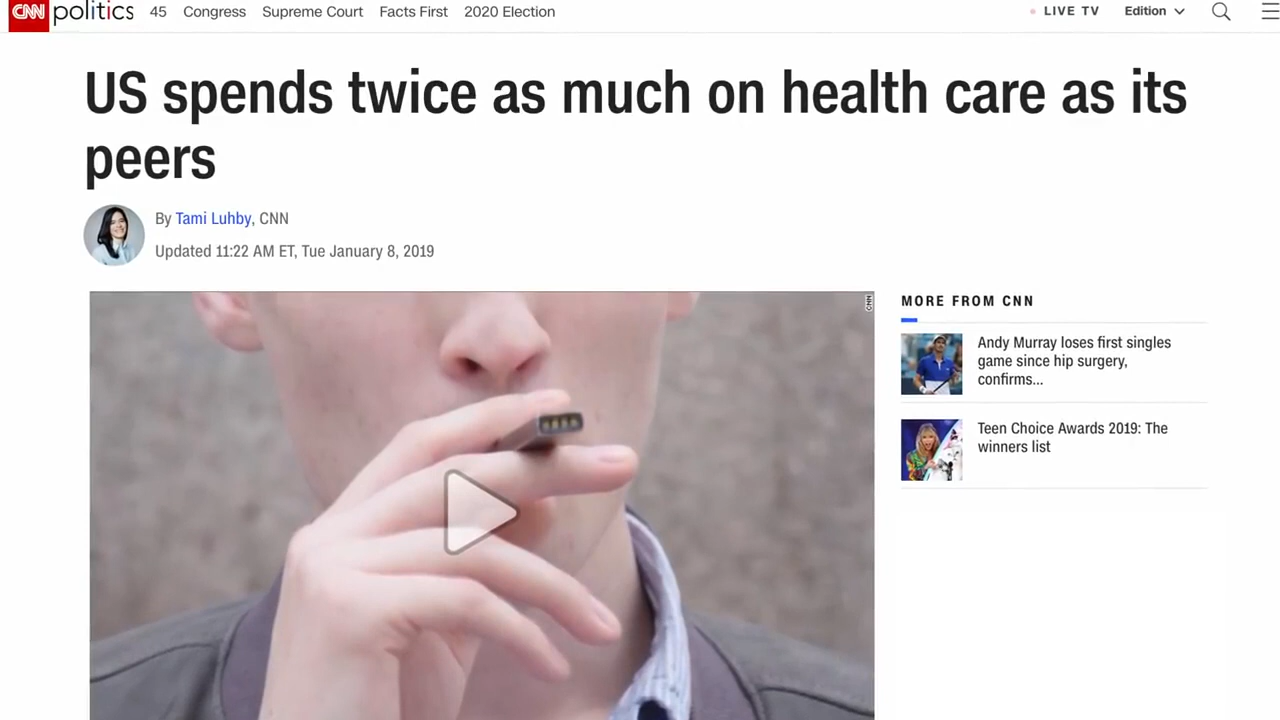 CNN politics 45 Congress Supreme Court Facts First 2020 Election LIVE TV Edition
US spends twice as much on health care as its
peers
By Tami Luhby, CNN
Updated 11:22 AM ET, Tue January 8, 2019
CNN
MORE FROM CNN
Andy Murray loses first singles
game since hip surgery,
confirms...
Teen Choice Awards 2019: The
winners list